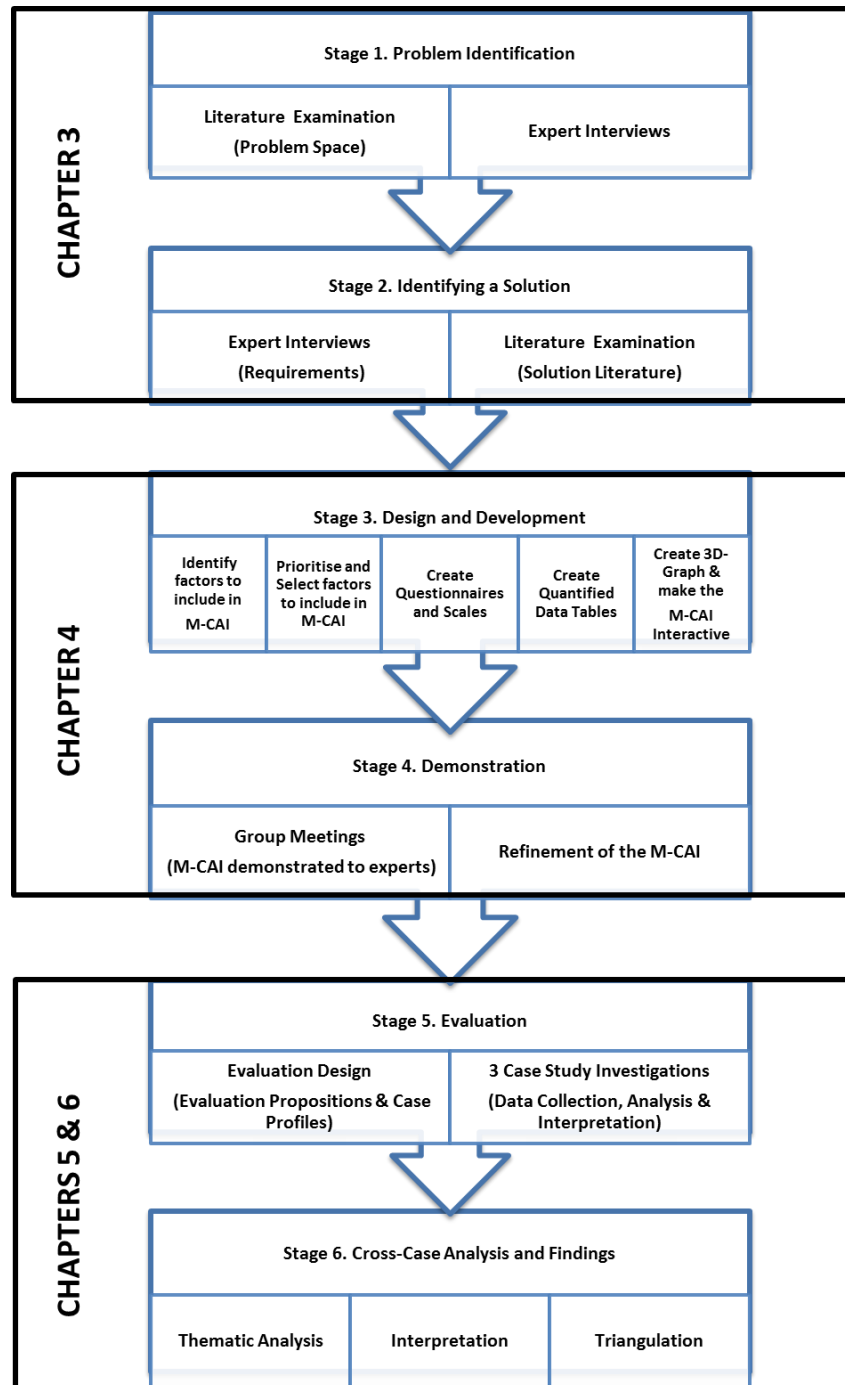 CHAPTER 3
Stage 1. Problem Identification
Literature Examination
(Problem Space)
Expert Interviews
Stage 2. Identifying a Solution
Expert Interviews
(Requirements)
Literature Examination
(Solution Literature)
CHAPTER 4
Stage 3. Design and Development
Identify
factors to
include in
M-CAI
Prioritise and
Select factors
to include in
M-CAI
Create
Questionnaires
and Scales
Create
Quantified
Data Tables
Create 3D-
Graph &
make the
M-CAI
Interactive
Stage 4. Demonstration
Group Meetings
(M-CAI demonstrated to experts)
Refinement of the M-CAI
CHAPTERS 5 & 6
Stage 5. Evaluation
Evaluation Design
(Evaluation Propositions & Case
Profiles)
3 Case Study Investigations
(Data Collection, Analysis &
Interpretation)
Stage 6. Cross-Case Analysis and Findings
Thematic Analysis
Interpretation
Triangulation